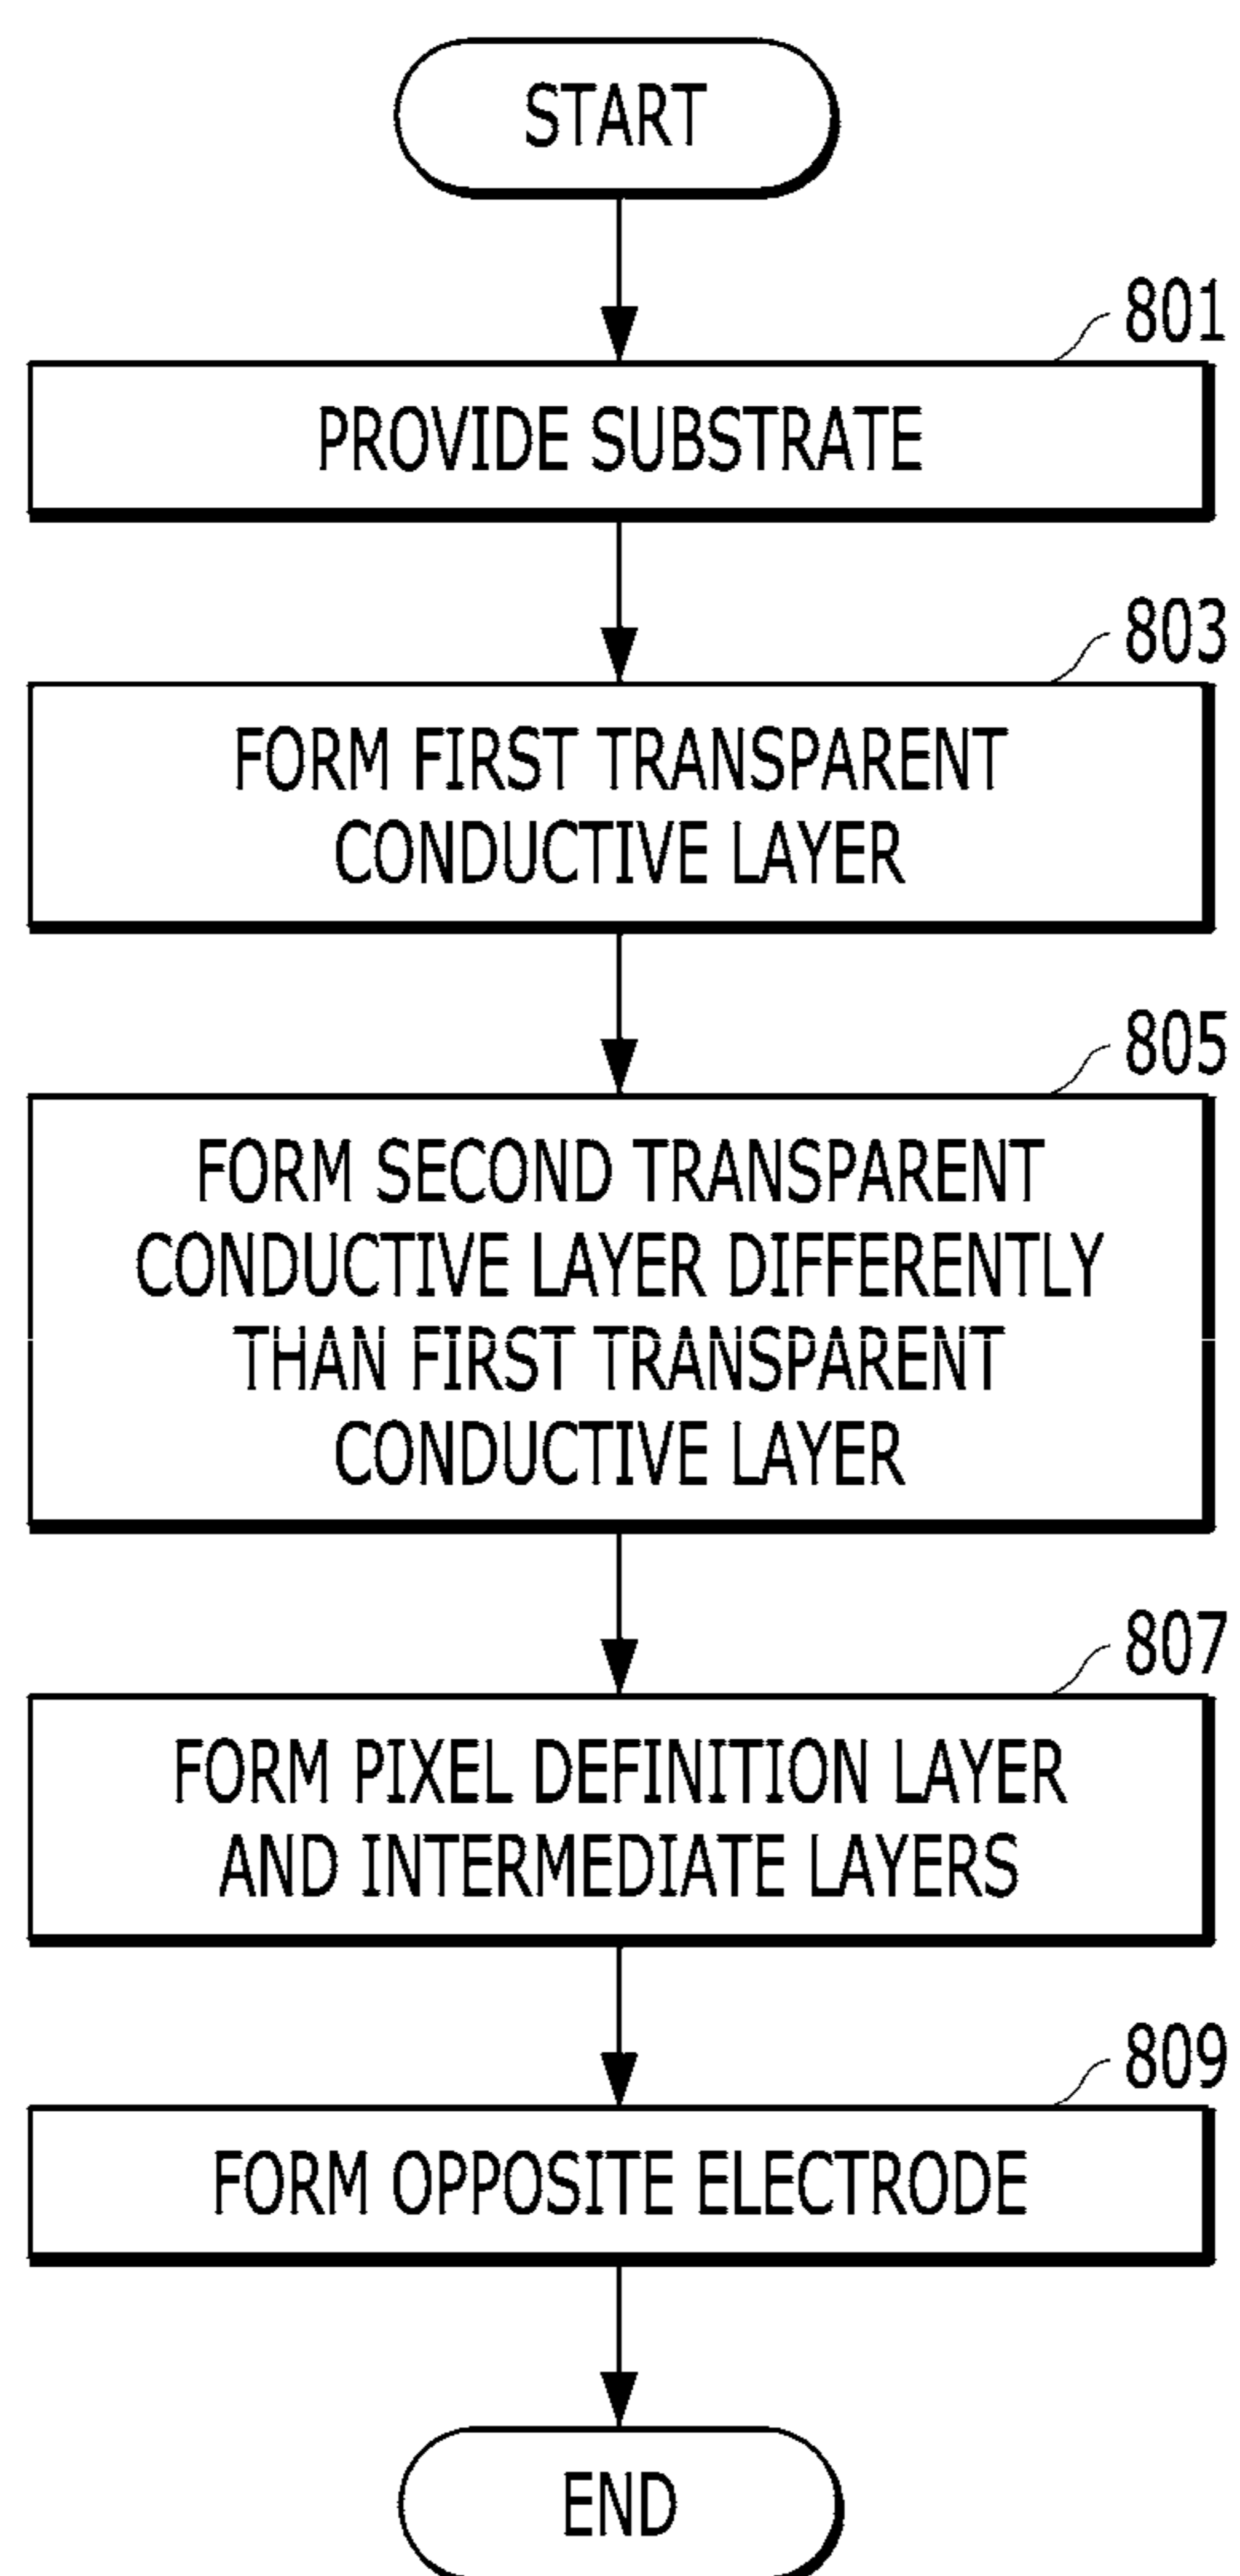 START
801
PROVIDE SUBSTRATE
803
FORM FIRST TRANSPARENT
CONDUCTIVE LAYER
805
FORM SECOND TRANSPARENT
CONDUCTIVE LAYER DIFFERENTLY
THAN FIRST TRANSPARENT
CONDUCTIVE LAYER
807
FORM PIXEL DEFINITION LAYER
AND INTERMEDIATE LAYERS
809
FORM OPPOSITE ELECTRODE
END